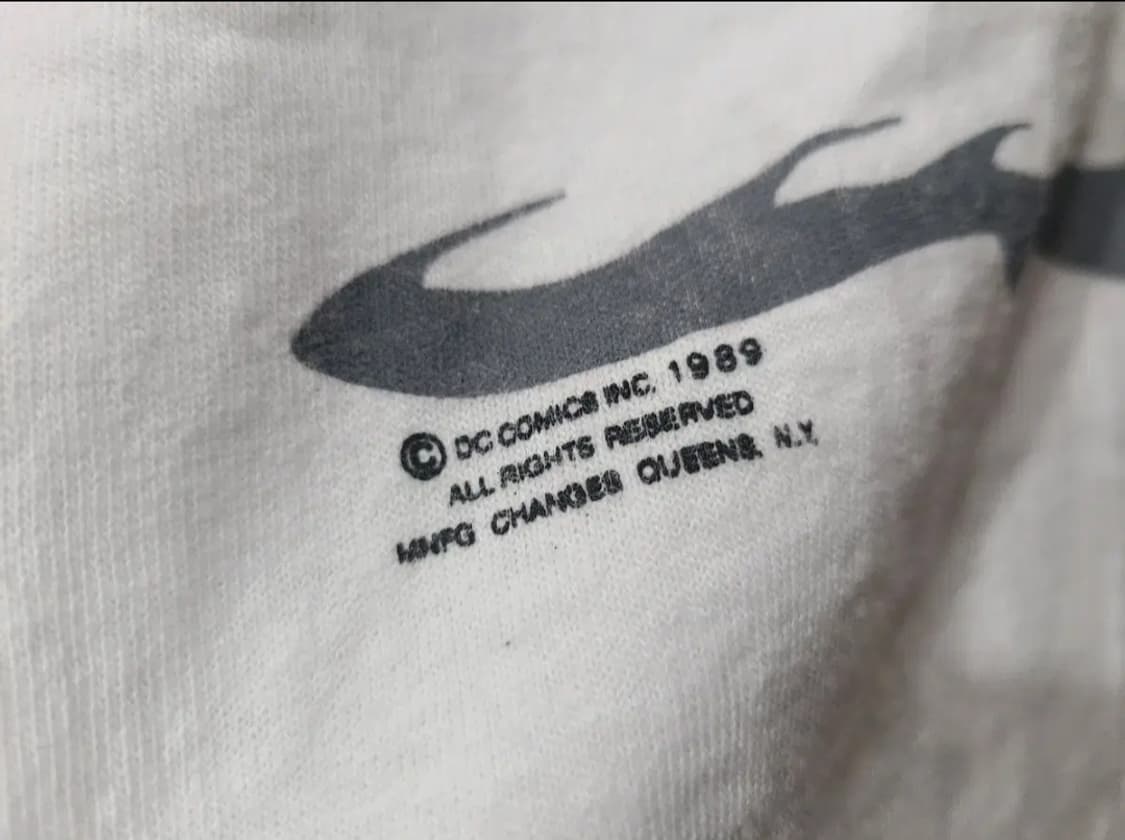 © DC COMICS INC. 1989
ALL RIGHTS RESERVED
MNFG CHANGES QUEENS, N.Y.